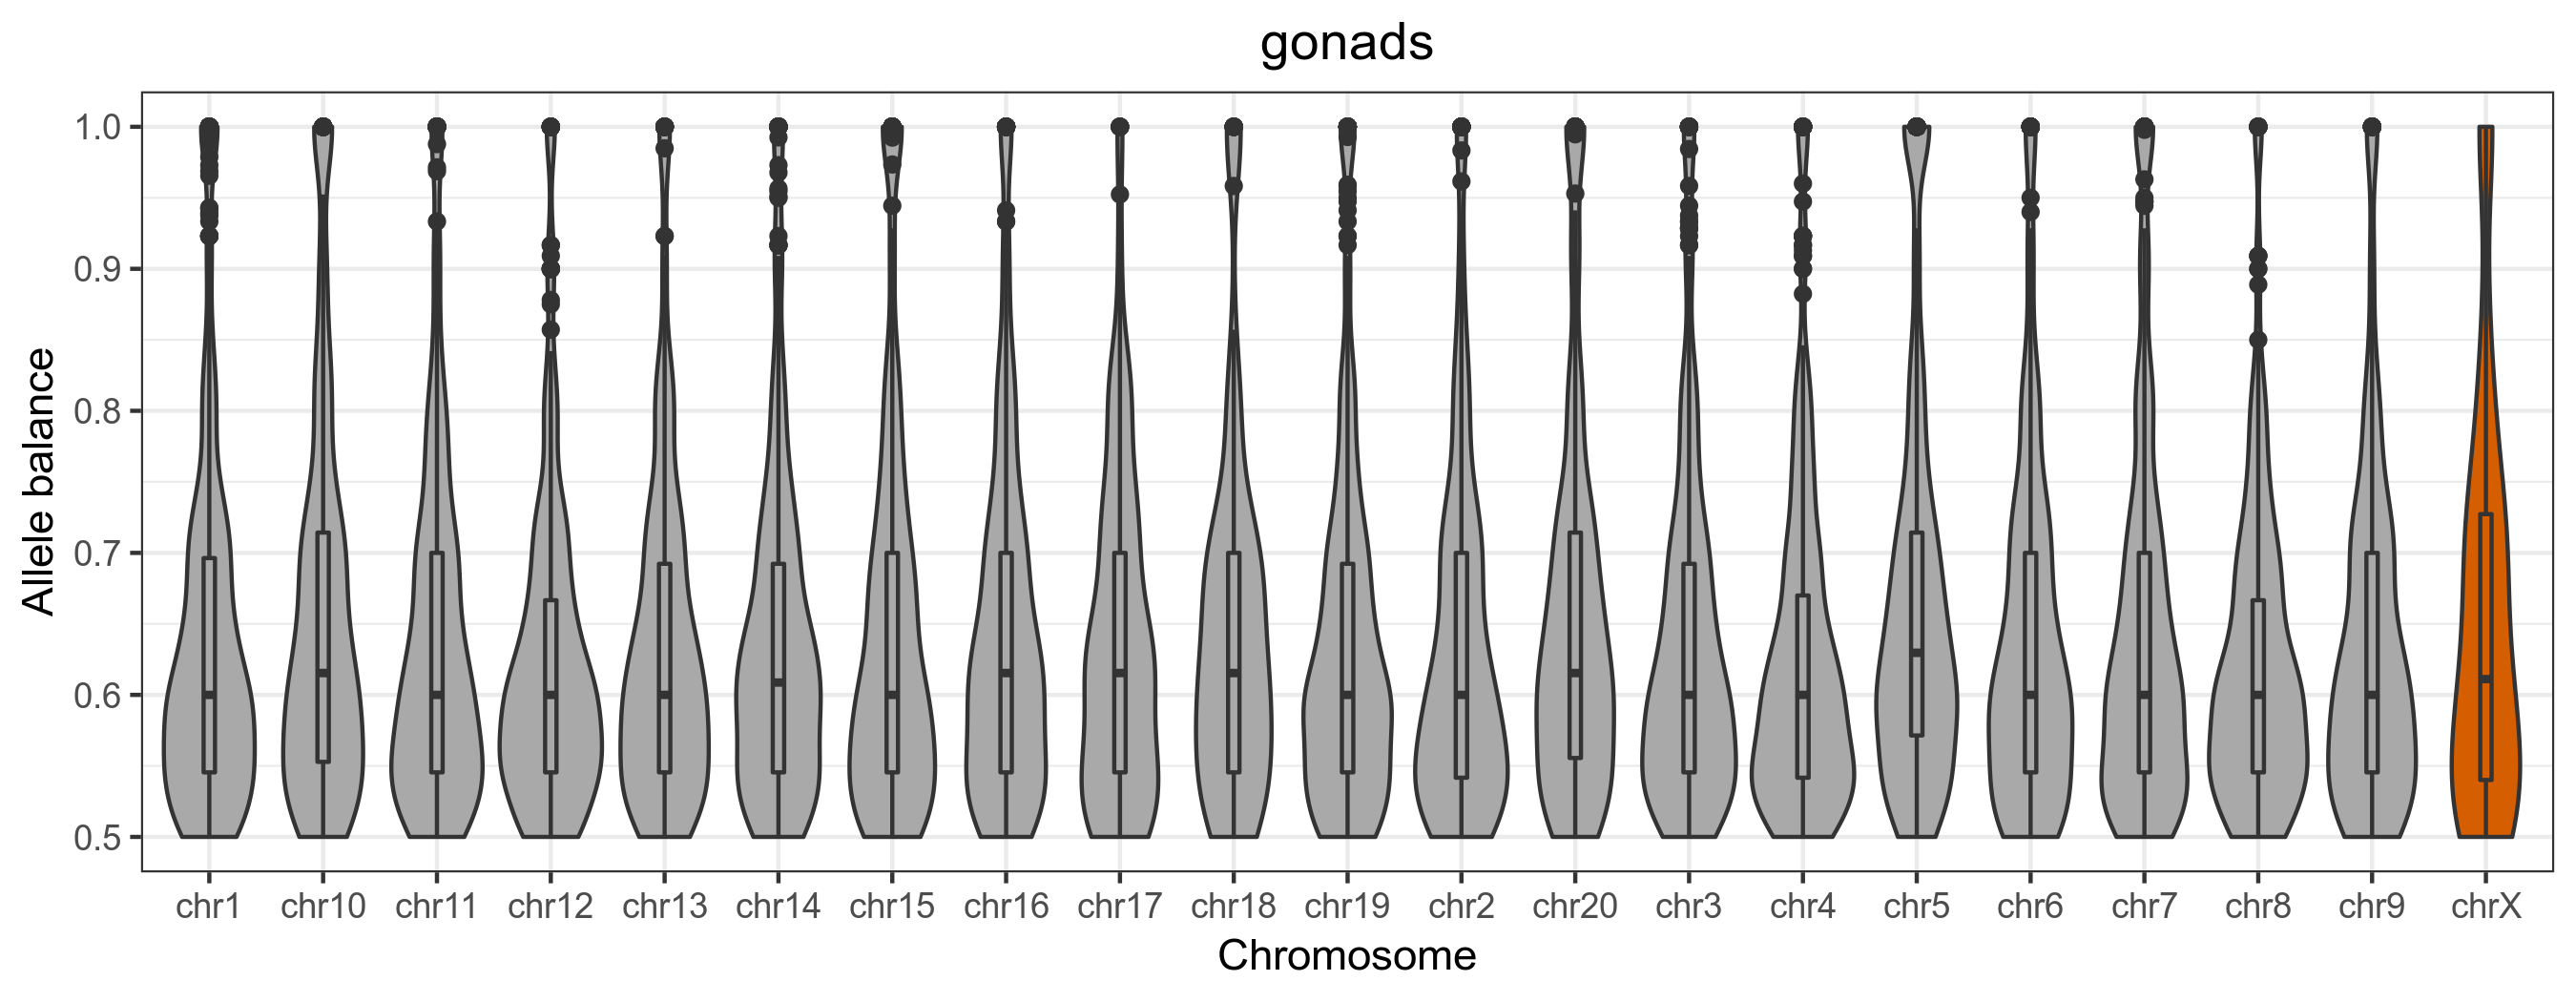 gonads
Allele balance
1.0
0.9
0.8
0.7
0.6
0.5
chr1 chr10 chr11 chr12 chr13 chr14 chr15 chr16 chr17 chr18 chr19 chr2 chr20 chr3 chr4 chr5 chr6 chr7 chr8 chr9 chrX
Chromosome